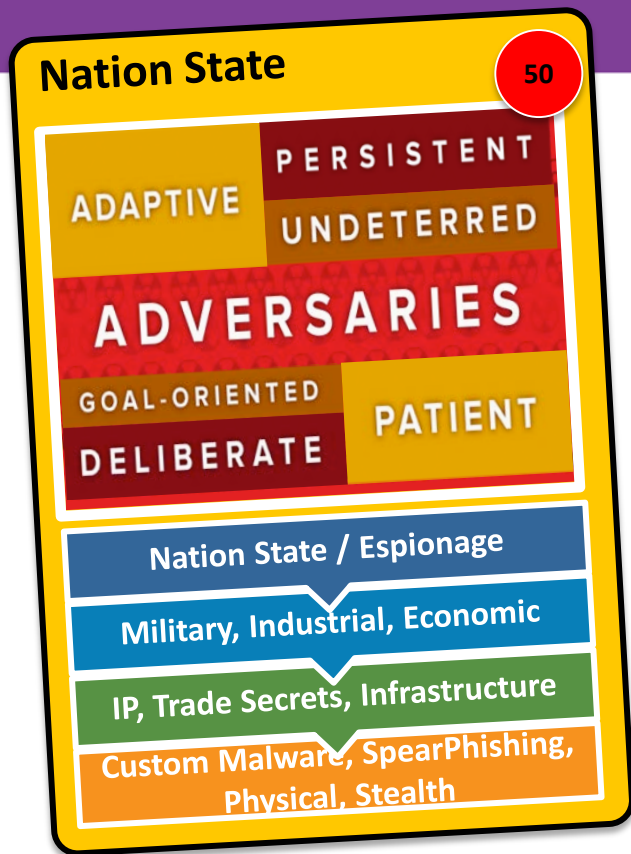 Nation State
50
ADAPTIVE
PERSISTENT
UNDETERRED
ADVERSARIES
GOAL-ORIENTED
DELIBERATE
PATIENT
Nation State / Espionage
Military, Industrial, Economic
IP, Trade Secrets, Infrastructure
Custom Malware, SpearPhishing,
Physical, Stealth